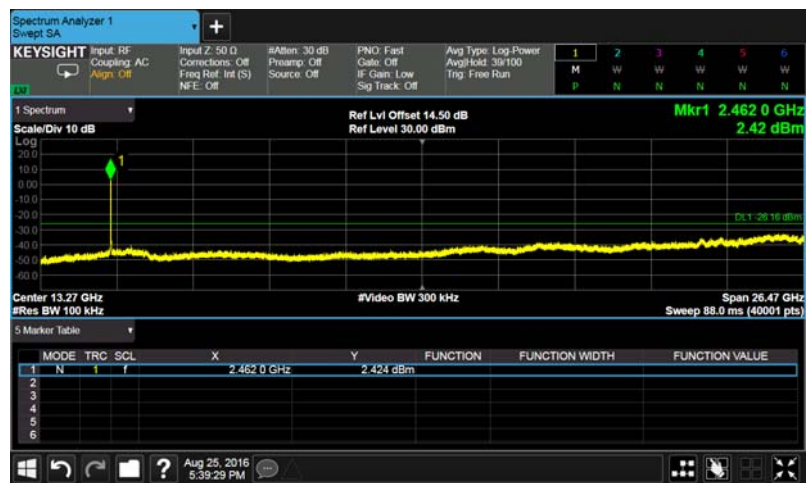 Spectrum Analyzer 1
Swept SA
+
KEYSIGHT Input: RF Input Z: 50 Ω #Atten: 30 dB PNO: Fast Avg Type: Log-Power 1 2 3 4 5 6
Coupling: AC Corrections: Off Preamp: Off Gate: Off Avg|Hold: 39/100 M W W W W W
Align: Off Freq Ref: Int (S) Source: Off IF Gain: Low Trig: Free Run
LXI NFE: Off Sig Track: Off P N N N N N
1 Spectrum Ref Lvl Offset 14.50 dB Mkr1 2.462 0 GHz
Scale/Div 10 dB Ref Level 30.00 dBm 2.42 dBm
Log
20.0
1
10.0
0.00
-10.0
-20.0 DL1 -26.16 dBm
-30.0
-40.0
-50.0
-60.0
Center 13.27 GHz #Video BW 300 kHz Span 26.47 GHz
#Res BW 100 kHz Sweep 88.0 ms (40001 pts)
5 Marker Table
MODE TRC SCL X Y FUNCTION FUNCTION WIDTH FUNCTION VALUE
1 N 1 f 2.462 0 GHz 2.424 dBm
2
3
4
5
6
? Aug 25, 2016
5:39:29 PM